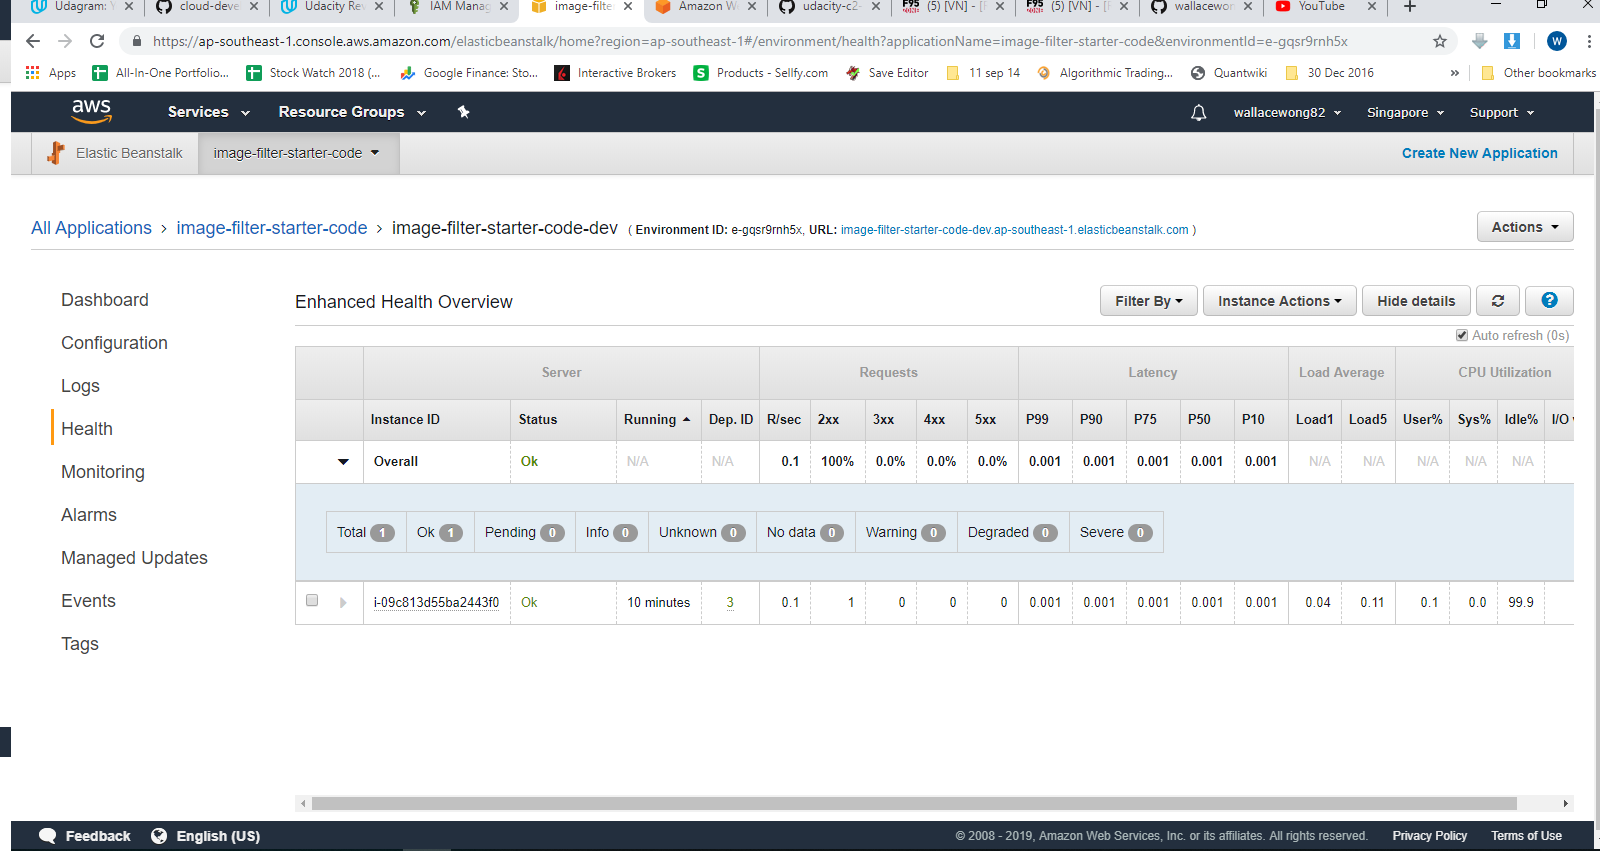 Udagram: Y
cloud-deve
Udacity Rev
IAM Manag
image-filte
Amazon W
udacity-c2-
F95 (5) [VN] - [
F95 (5) [VN] - [
wallacewon
YouTube
https://ap-southeast-1.console.aws.amazon.com/elasticbeanstalk/home?region=ap-southeast-1#/environment/health?applicationName=image-filter-starter-code&environmentId=e-gqsr9rnh5x
W
Apps All-In-One Portfolio... Stock Watch 2018 (... Google Finance: Sto... Interactive Brokers Products - Sellfy.com Save Editor 11 sep 14 Algorithmic Trading... Quantwiki 30 Dec 2016 » Other bookmarks
aws Services Resource Groups wallacewong82 Singapore Support
Elastic Beanstalk image-filter-starter-code Create New Application
All Applications > image-filter-starter-code > image-filter-starter-code-dev ( Environment ID: e-gqsr9rnh5x, URL: image-filter-starter-code-dev.ap-southeast-1.elasticbeanstalk.com )
Actions
Dashboard
Configuration
Logs
Health
Monitoring
Alarms
Managed Updates
Events
Tags
Enhanced Health Overview
Filter By Instance Actions Hide details ?
Auto refresh (0s)
Server Requests Latency Load Average CPU Utilization
Instance ID Status Running Dep. ID R/sec 2xx 3xx 4xx 5xx P99 P90 P75 P50 P10 Load1 Load5 User% Sys% Idle% I/O
Overall Ok N/A N/A 0.1 100% 0.0% 0.0% 0.0% 0.001 0.001 0.001 0.001 0.001 N/A N/A N/A N/A N/A
Total 1 Ok 1 Pending 0 Info 0 Unknown 0 No data 0 Warning 0 Degraded 0 Severe 0
i-09c813d55ba2443f0 Ok 10 minutes 3 0.1 1 0 0 0 0.001 0.001 0.001 0.001 0.001 0.04 0.11 0.1 0.0 99.9
Feedback English (US) © 2008 - 2019, Amazon Web Services, Inc. or its affiliates. All rights reserved. Privacy Policy Terms of Use